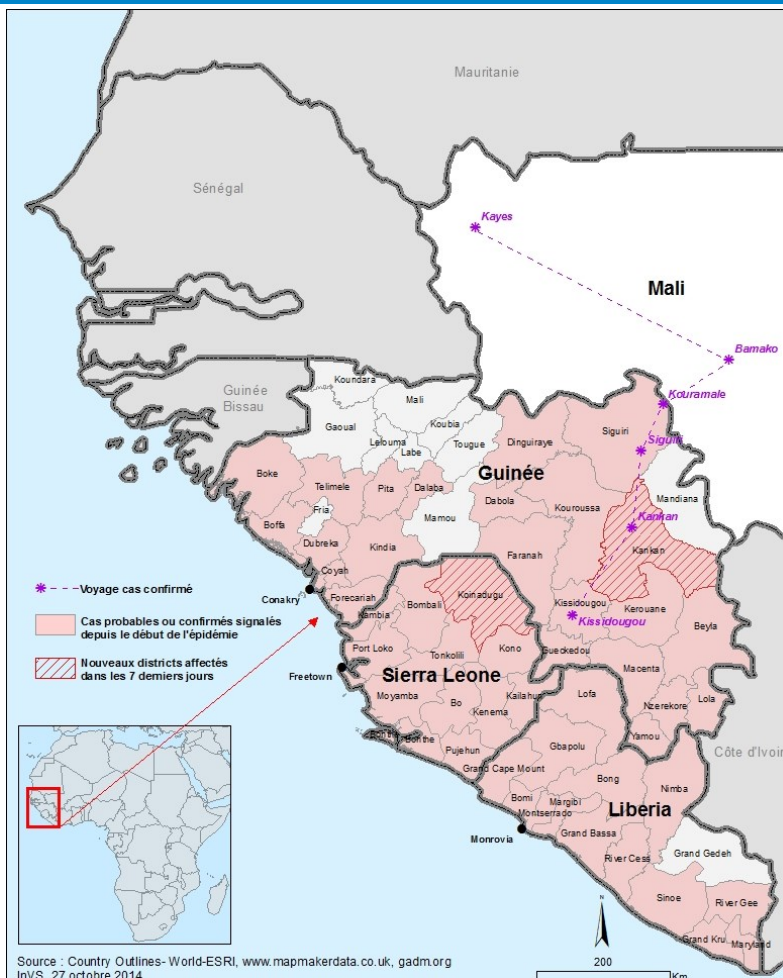 Mauritanie
Sénégal
Kayes
Mali
Bamako
Guinée
Bissau
Koundara
Mali
Kouramale
Gaoual
Koubia
Lelouma
Labe
Tougue
Dinguiraye
Siguiri
Siguiri
Guinée
Boke
Telimele
Pita
Dalaba
Dabola
Mandiana
Fria
Mamou
Kouroussa
Kankan
Boffa
Dubreka
Kindia
Kankan
Coyah
Faranah
Voyage cas confirmé
Conakry
Forecariah
Koinadugu
Kissidougou
Kerouane
Bombali
Kambia
Kissidougou
Beyla
Cas probables ou confirmés signalés
depuis le début de l'épidémie
Port Loko
Tonkolili
Kono
Gueckedou
Nouveaux districts affectés
dans les 7 derniers jours
Freetown
Sierra Leone
Macenta
Moyamba
Bo
Kailahun
Lofa
Nzerekore
Lola
Kenema
Yamou
Bonthe
Bonthe
Pujehun
Gbapolu
Côte d'Ivoir
Grand Cape Mount
Bong
Nimba
Bomi
Margibi
Liberia
Montserrado
Monrovia
Grand Bassa
Grand Gedeh
River Cess
Sinoe
River Gee
N
Grand Kru
Maryland
Source : Country Outlines- World-ESRI, www.mapmakerdata.co.uk, gadm.org
InVS, 27 octobre 2014
200
Km